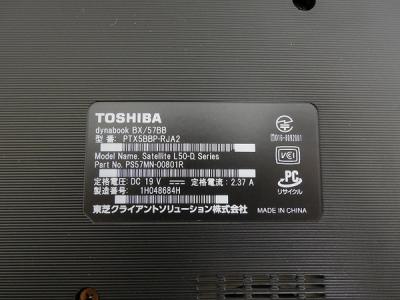 TOSHIBA
dynabook BX/57BB
型 番: PTX5BBP-RJA2
Model Name. Satellite L50-D Series
Part No. PS57MN-00801R
定格電圧: DC 19 V 定格電流: 2.37 A
製造番号: 1H048684H
東芝クライアントソリューション株式会社
MADE IN CHINA
VCI
PC
リサイクル